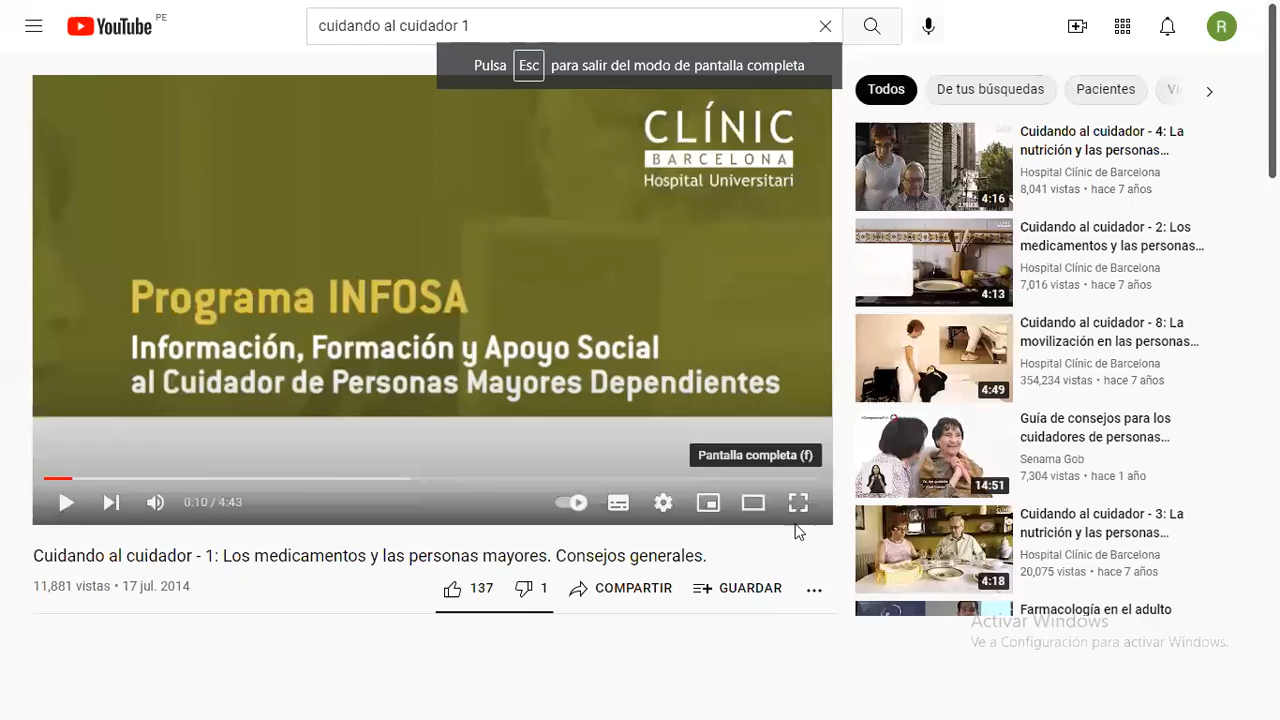 YouTube PE
cuidando al cuidador 1
R
Pulsa Esc para salir del modo de pantalla completa
CLÍNIC
BARCELONA
Hospital Universitari
Programa INFOSA
Información, Formación y Apoyo Social
al Cuidador de Personas Mayores Dependientes
Pantalla completa (f)
0:10 / 4:43
Cuidando al cuidador - 1: Los medicamentos y las personas mayores. Consejos generales.
11,881 vistas • 17 jul. 2014
137
1
COMPARTIR
GUARDAR
Todos
De tus búsquedas
Pacientes
4:16
Cuidando al cuidador - 4: La
nutrición y las personas...
Hospital Clínic de Barcelona
8,041 vistas • hace 7 años
4:13
Cuidando al cuidador - 2: Los
medicamentos y las personas...
Hospital Clínic de Barcelona
7,016 vistas • hace 7 años
4:49
Cuidando al cuidador - 8: La
movilización en las personas...
Hospital Clínic de Barcelona
354,234 vistas • hace 7 años
14:51
Guía de consejos para los
cuidadores de personas...
Senama Gob
7,304 vistas • hace 1 año
4:18
Cuidando al cuidador - 3: La
nutrición y las personas...
Hospital Clínic de Barcelona
20,075 vistas • hace 7 años
Farmacología en el adulto
Activar Windows
Ve a Configuración para activar Windows.